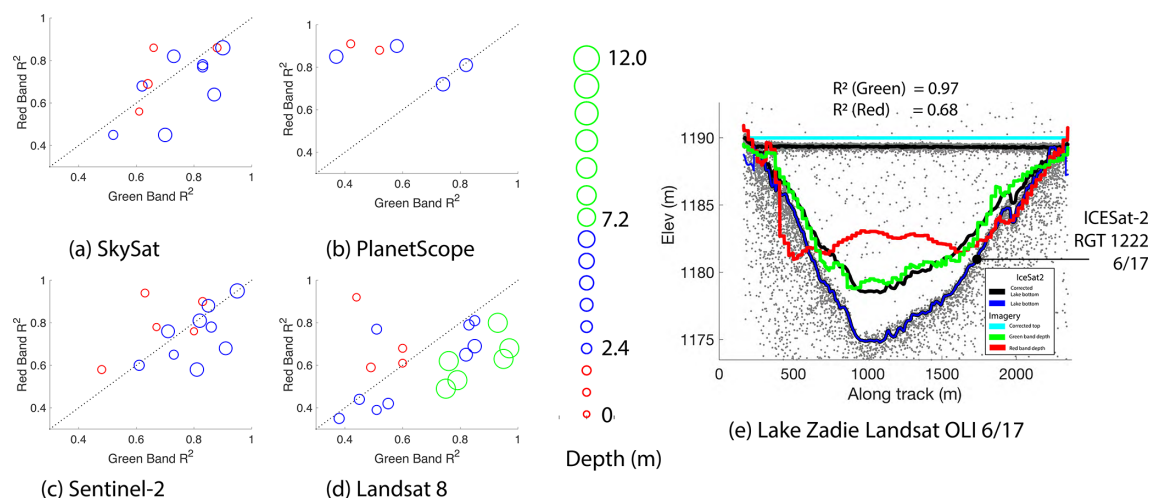 1
0.8
0.6
0.4
Red Band R²
0.4
0.6
0.8
1
Green Band R²
(a) SkySat
1
0.8
0.6
0.4
Red Band R²
0.4
0.6
0.8
1
Green Band R²
(b) PlanetScope
1
0.8
0.6
0.4
Red Band R²
0.4
0.6
0.8
1
Green Band R²
(c) Sentinel-2
1
0.8
0.6
0.4
Red Band R²
0.4
0.6
0.8
1
Green Band R²
(d) Landsat 8
12.0
7.2
2.4
0
Depth (m)
R² (Green) = 0.97
R² (Red) = 0.68
1190
1185
1180
1175
Elev (m)
0
500
1000
1500
2000
Along track (m)
ICESat-2
RGT 1222
6/17
IceSat2
Corrected
Lake bottom
Lake bottom
Imagery
Corrected top
Green band depth
Red band depth
(e) Lake Zadie Landsat OLI 6/17